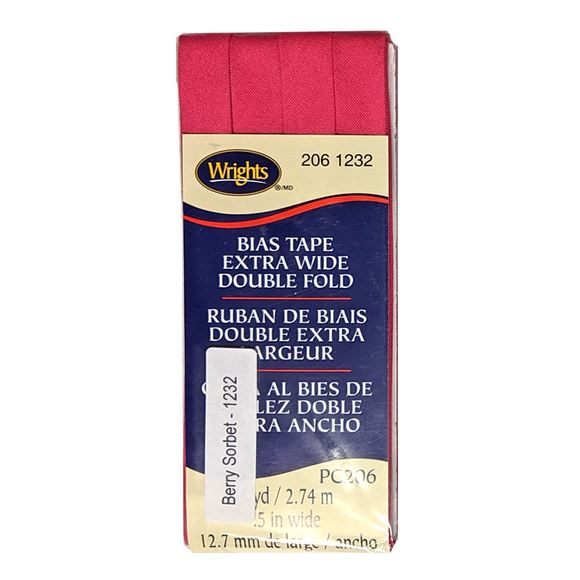 Wrights
®/MD
206 1232
BIAS TAPE
EXTRA WIDE
DOUBLE FOLD
RUBAN DE BIAIS
DOUBLE EXTRA
ARGEUR
AL BIES DE
LEZ DOBLE
RA ANCHO
PC206
yd / 2.74 m
.5 in wide
12.7 mm de large / ancho
Berry Sorbet - 1232